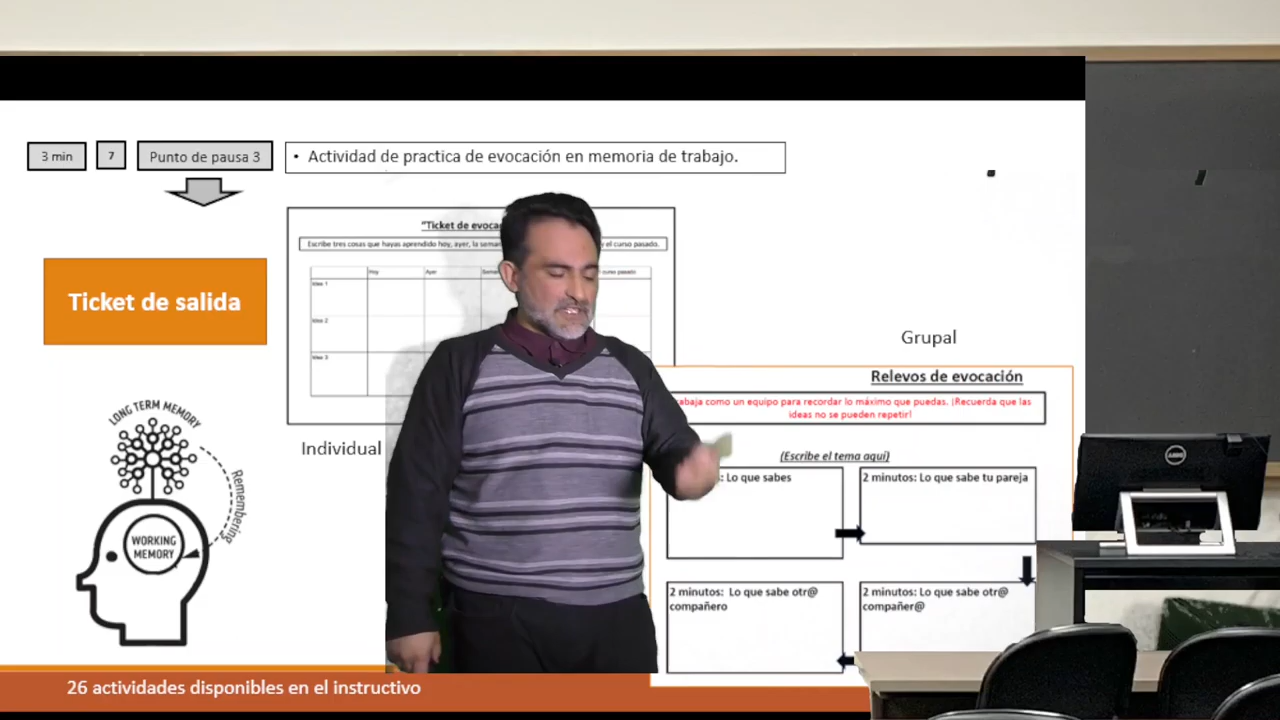 3 min
7
Punto de pausa 3
• Actividad de practica de evocación en memoria de trabajo.
Ticket de salida
"Ticket de
Escribe tres cosas que hayas aprendido hoy, ayer, la
y el curso pasado.
Hoy
Ayer
curso pasado
Idea 1
Idea 2
Idea 3
Individual
Grupal
Relevos de evocación
como un equipo para recordar lo máximo que puedas. ¡Recuerda que las
ideas no se pueden repetir!
(Escribe el tema aquí)
Lo que sabes
2 minutos: Lo que sabe tu pareja
2 minutos: Lo que sabe otr@
compañero
2 minutos: Lo que sabe otr@
compañer@
LONG TERM MEMORY
Remembering
WORKING
MEMORY
26 actividades disponibles en el instructivo